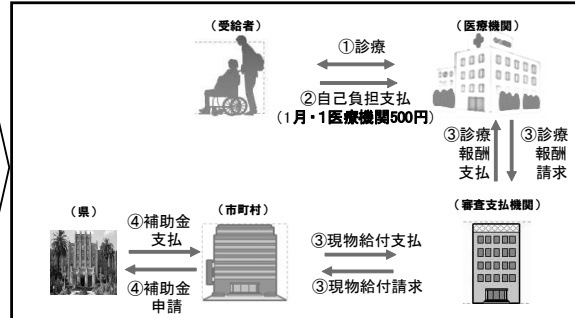 （受給者）
（医療機関）
①診療
②自己負担支払
（1月・1医療機関500円）
③診療
報酬
支払
③診療
報酬
請求
（県）
④補助金
支払
（市町村）
③現物給付支払
（審査支払機関）
④補助金
申請
③現物給付請求